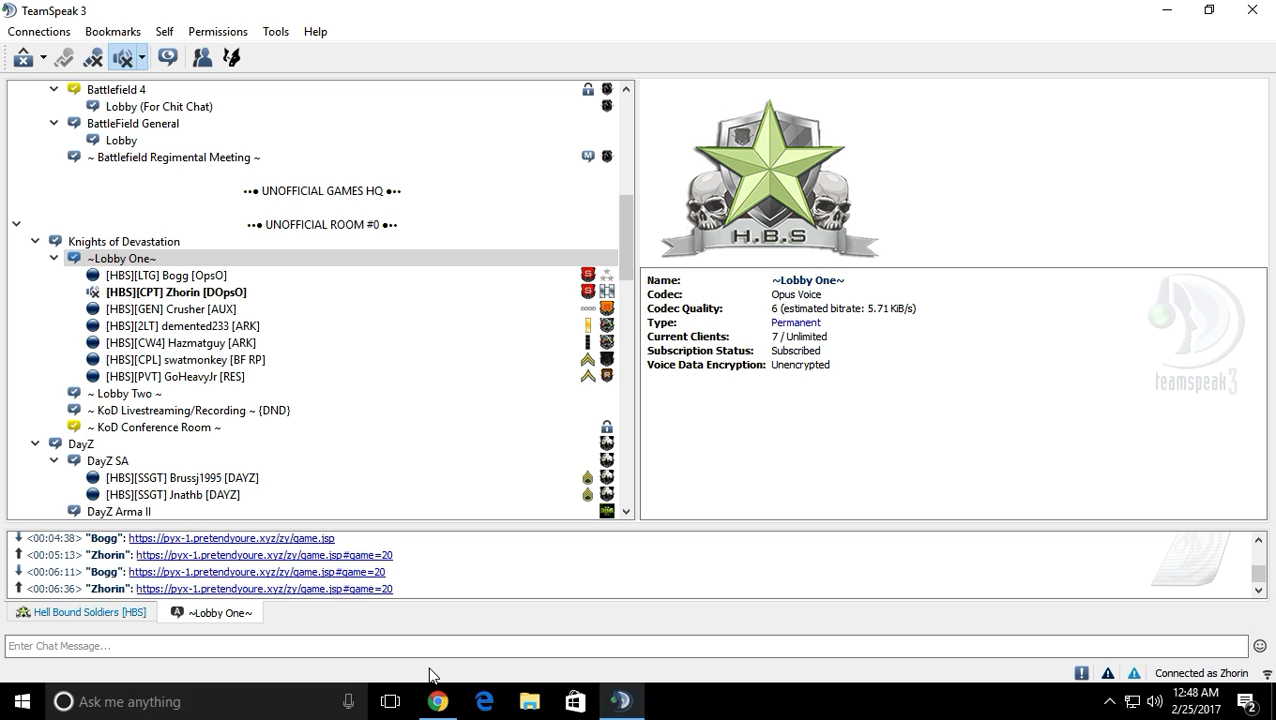 TeamSpeak 3
Connections Bookmarks Self Permissions Tools Help
Battlefield 4
Lobby (For Chit Chat)
BattleField General
Lobby
~ Battlefield Regimental Meeting ~
M
••● UNOFFICIAL GAMES HQ ●••
••● UNOFFICIAL ROOM #0 ●••
Knights of Devastation
~Lobby One~
[HBS][LTG] Bogg [OpsO]
[HBS][CPT] Zhorin [DOpsO]
[HBS][GEN] Crusher [AUX]
[HBS][2LT] demented233 [ARK]
[HBS][CW4] Hazmatguy [ARK]
[HBS][CPL] swatmonkey [BF RP]
[HBS][PVT] GoHeavyJr [RES]
~ Lobby Two ~
~ KoD Livestreaming/Recording ~ {DND}
~ KoD Conference Room ~
DayZ
DayZ SA
[HBS][SSGT] Brussj1995 [DAYZ]
[HBS][SSGT] Jnathb [DAYZ]
DayZ Arma II
H.B.S
Name: ~Lobby One~
Codec: Opus Voice
Codec Quality: 6 (estimated bitrate: 5.71 KiB/s)
Type: Permanent
Current Clients: 7 / Unlimited
Subscription Status: Subscribed
Voice Data Encryption: Unencrypted
teamspeak3
<00:04:38> "Bogg": https://pyx-1.pretendyoure.xyz/zy/game.jsp
<00:05:13> "Zhorin": https://pyx-1.pretendyoure.xyz/zy/game.jsp#game=20
<00:06:11> "Bogg": https://pyx-1.pretendyoure.xyz/zy/game.jsp#game=20
<00:06:36> "Zhorin": https://pyx-1.pretendyoure.xyz/zy/game.jsp#game=20
Hell Bound Soldiers [HBS] ~Lobby One~
Enter Chat Message...
Connected as Zhorin
Ask me anything
12:48 AM
2/25/2017
2